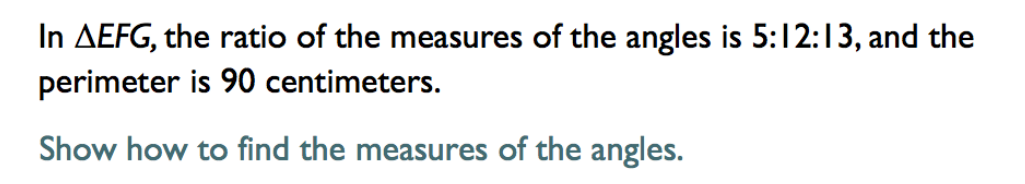 In ΔEFG, the ratio of the measures of the angles is 5:12:13, and the
perimeter is 90 centimeters.
Show how to find the measures of the angles.